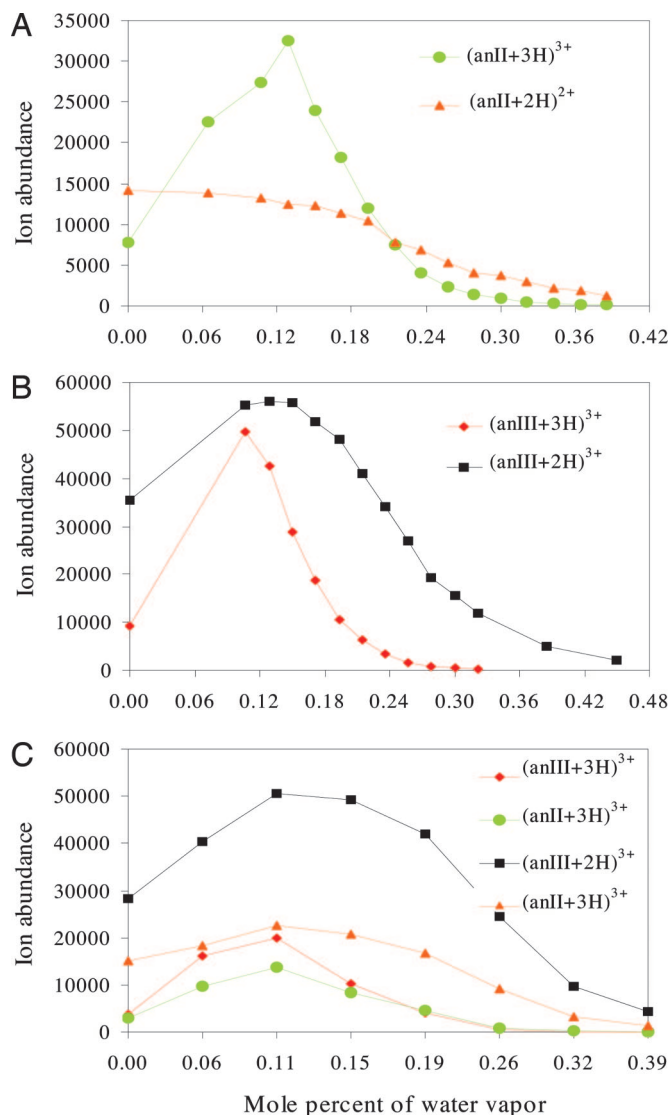 A
35000
30000
25000
20000
15000
10000
5000
0
Ion abundance
(anII+3H)³⁺
(anII+2H)²⁺
0.00 0.06 0.12 0.18 0.24 0.30 0.36 0.42
B
60000
50000
40000
30000
20000
10000
0
Ion abundance
(anIII+3H)³⁺
(anIII+2H)³⁺
0.00 0.06 0.12 0.18 0.24 0.30 0.36 0.42 0.48
C
60000
50000
40000
30000
20000
10000
0
Ion abundance
(anIII+3H)³⁺
(anII+3H)³⁺
(anIII+2H)³⁺
(anII+3H)³⁺
0.00 0.06 0.11 0.15 0.19 0.26 0.32 0.39
Mole percent of water vapor